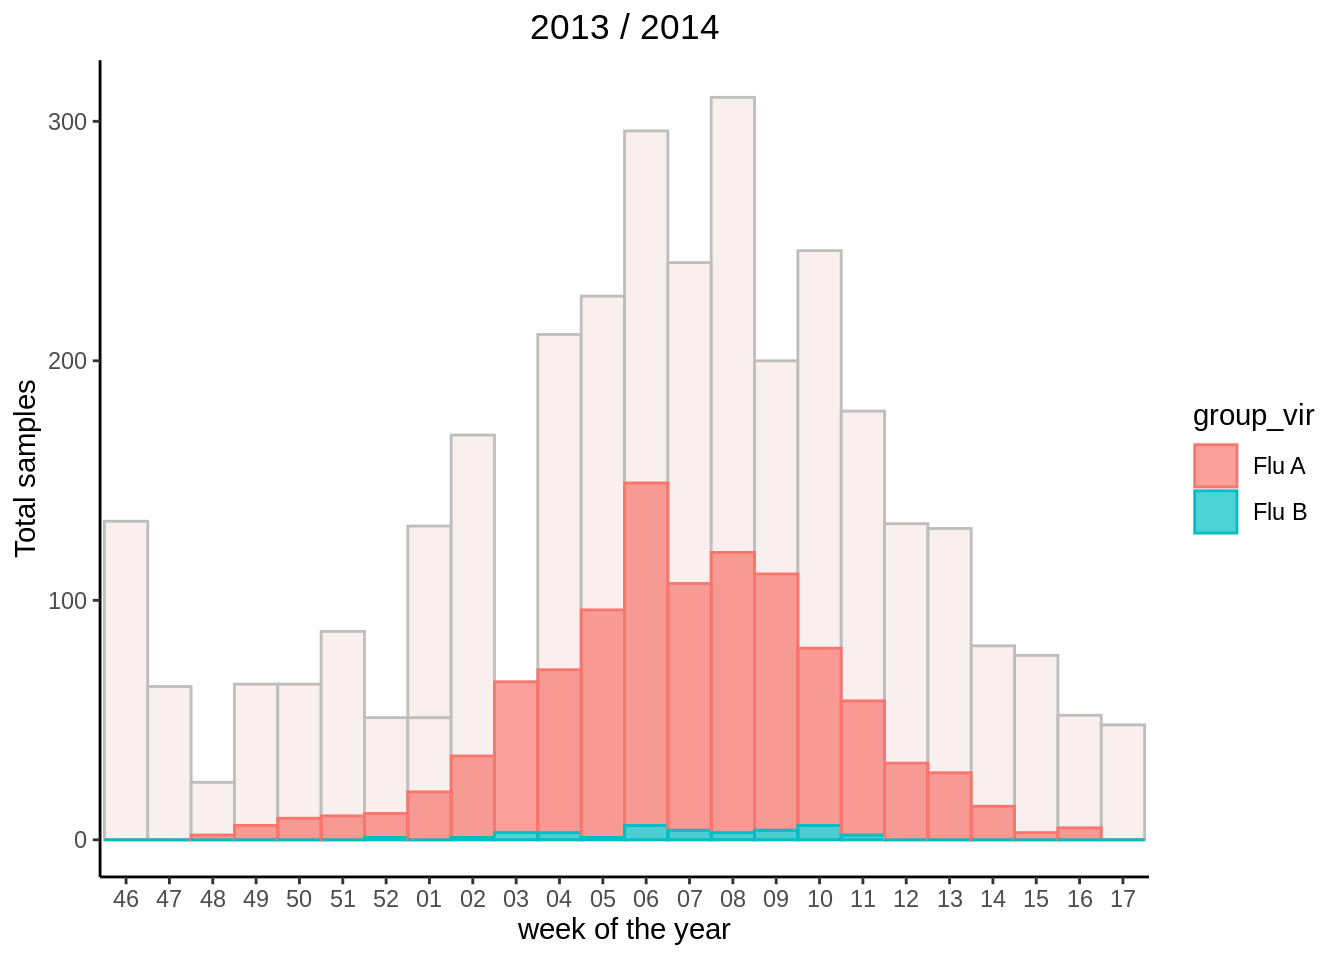 2013 / 2014
Total samples
300
200
100
0
46 47 48 49 50 51 52 01 02 03 04 05 06 07 08 09 10 11 12 13 14 15 16 17
week of the year
group_vir
Flu A
Flu B